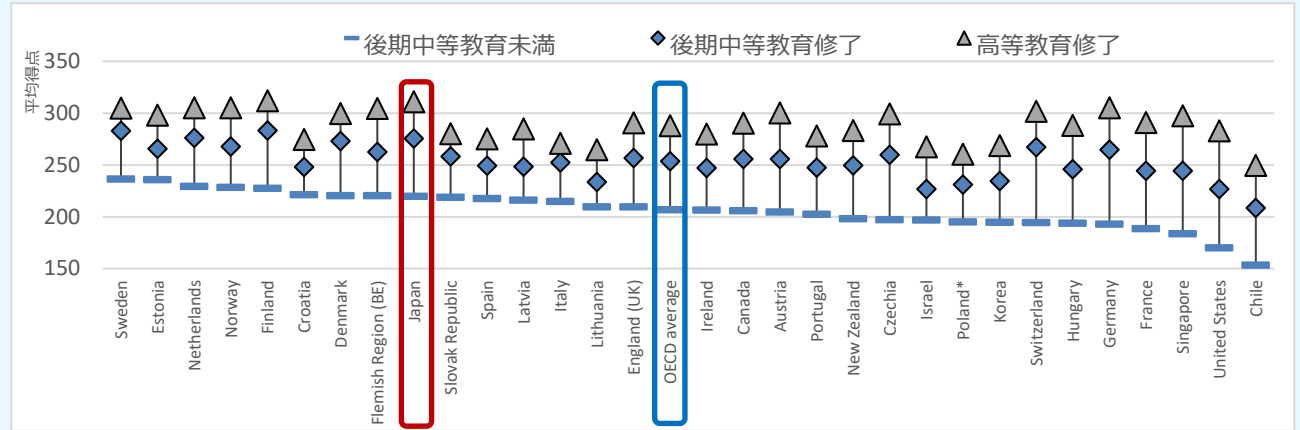 後期中等教育未満 後期中等教育修了 高等教育修了
平均得点
350
300
250
200
150
Sweden
Estonia
Netherlands
Norway
Finland
Croatia
Denmark
Flemish Region (BE)
Japan
Slovak Republic
Spain
Latvia
Italy
Lithuania
England (UK)
OECD average
Ireland
Canada
Austria
Portugal
New Zealand
Czechia
Israel
Poland*
Korea
Switzerland
Hungary
Germany
France
Singapore
United States
Chile